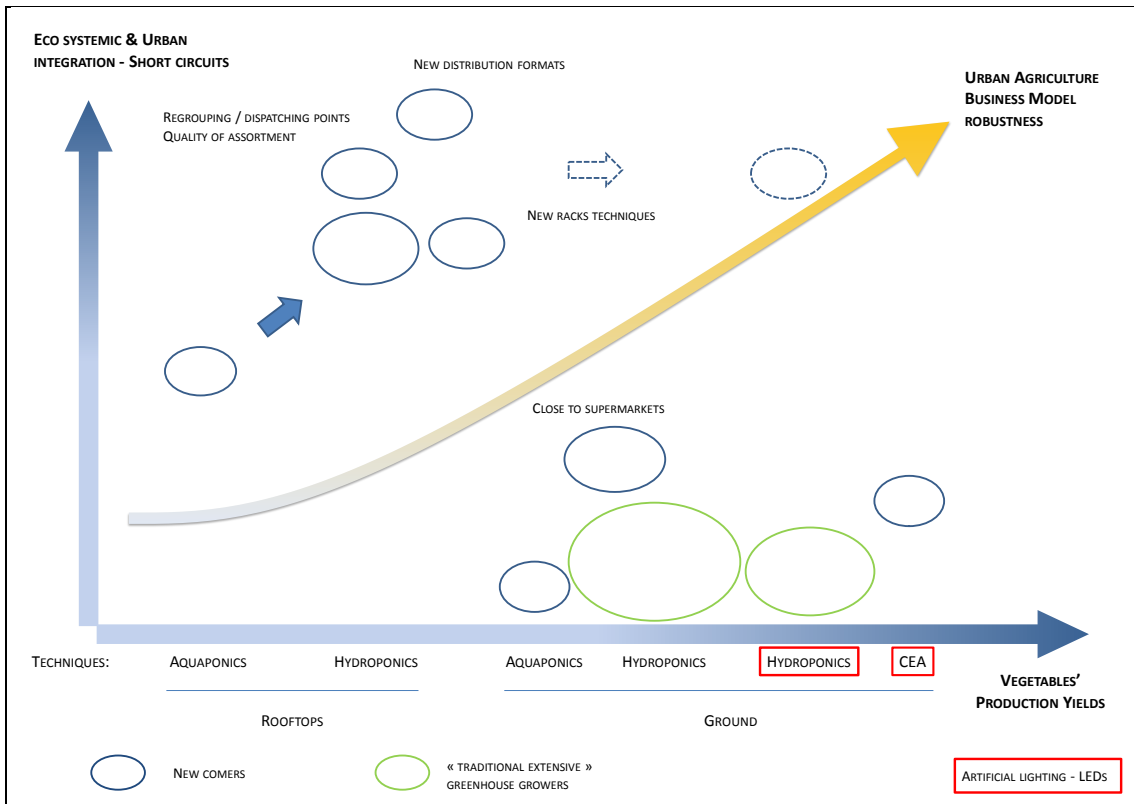 ECO SYSTEMIC & URBAN
INTEGRATION - SHORT CIRCUITS
NEW DISTRIBUTION FORMATS
URBAN AGRICULTURE
BUSINESS MODEL
ROBUSTNESS
REGROUPING / DISPATCHING POINTS
QUALITY OF ASSORTMENT
NEW RACKS TECHNIQUES
CLOSE TO SUPERMARKETS
TECHNIQUES:
AQUAPONICS
HYDROPONICS
AQUAPONICS
HYDROPONICS
HYDROPONICS
CEA
VEGETABLES'
PRODUCTION YIELDS
ROOFTOPS
GROUND
NEW COMERS
« TRADITIONAL EXTENSIVE »
GREENHOUSE GROWERS
ARTIFICIAL LIGHTING - LEDS